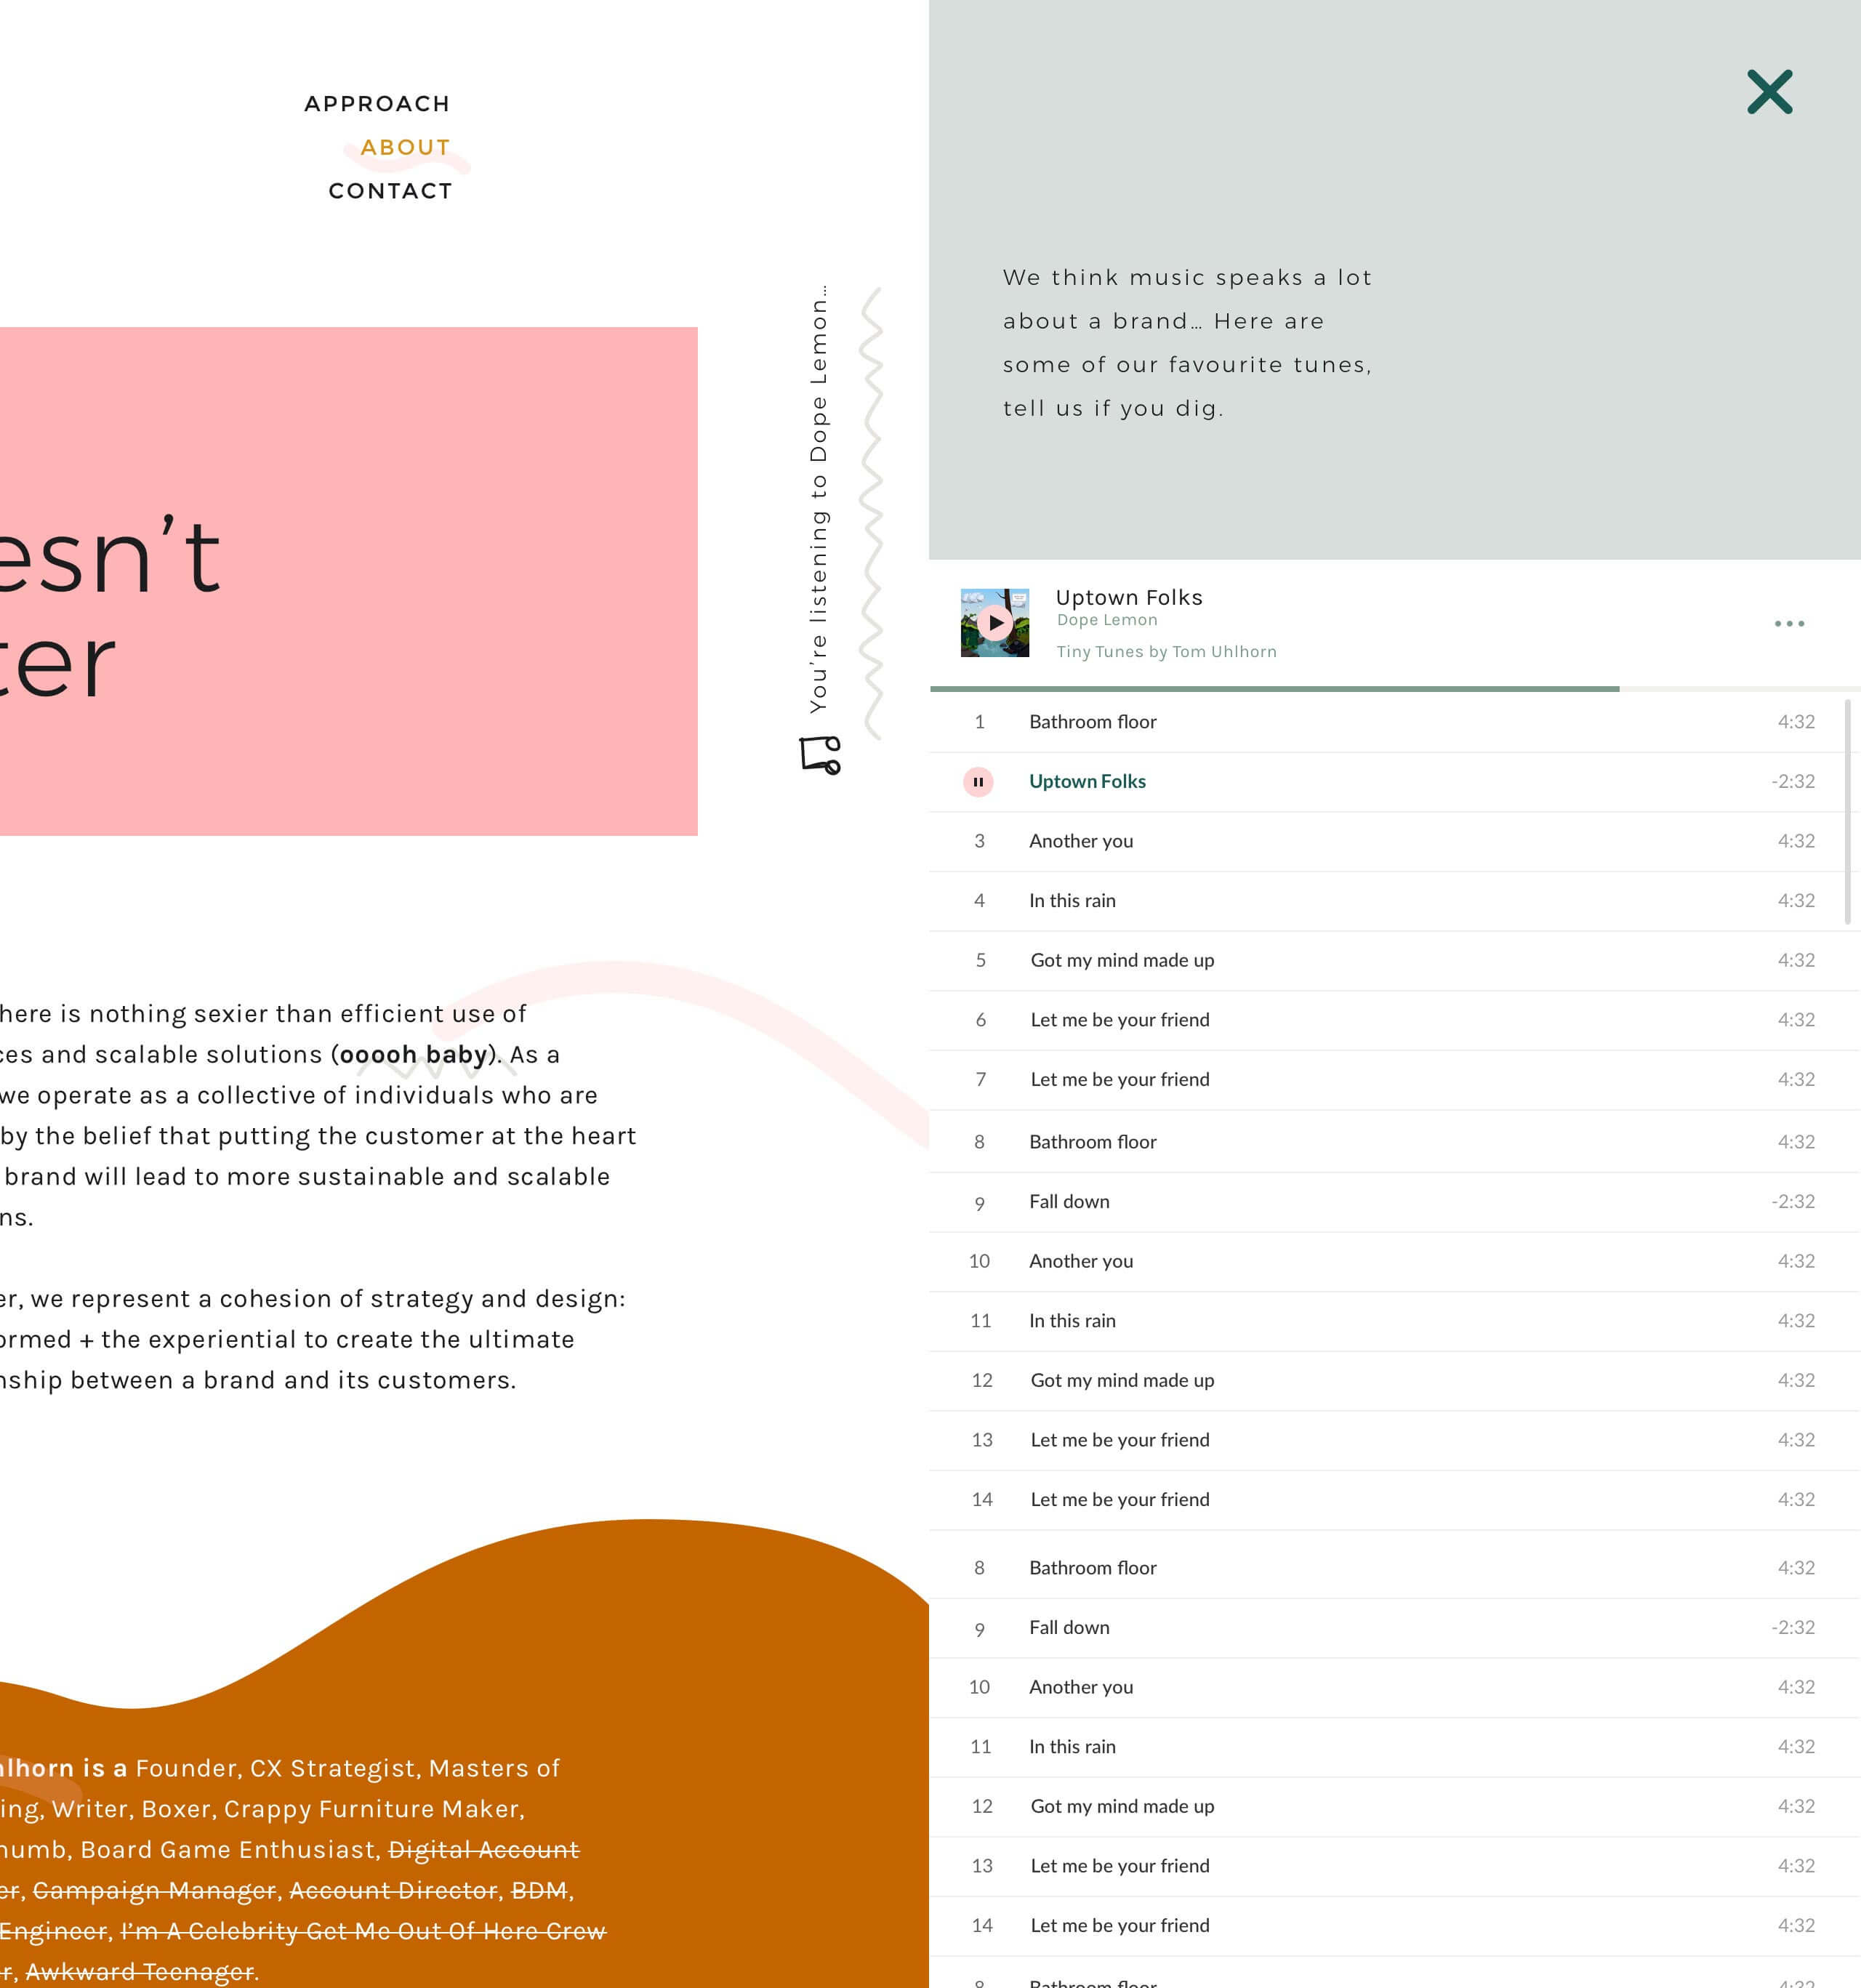 APPROACH
ABOUT
CONTACT
esn’t
ter
You’re listening to Dope Lemon…
here is nothing sexier than efficient use of
ces and scalable solutions (ooooh baby). As a
we operate as a collective of individuals who are
by the belief that putting the customer at the heart
brand will lead to more sustainable and scalable
ns.
er, we represent a cohesion of strategy and design:
ormed + the experiential to create the ultimate
nship between a brand and its customers.
lhorn is a Founder, CX Strategist, Masters of
ing, Writer, Boxer, Crappy Furniture Maker,
humb, Board Game Enthusiast, Digital Account
er, Campaign Manager, Account Director, BDM,
Engineer, I’m A Celebrity Get Me Out Of Here Crew
r, Awkward Teenager.
We think music speaks a lot
about a brand… Here are
some of our favourite tunes,
tell us if you dig.
Uptown Folks
Dope Lemon
Tiny Tunes by Tom Uhlhorn
1 Bathroom floor 4:32
Uptown Folks -2:32
3 Another you 4:32
4 In this rain 4:32
5 Got my mind made up 4:32
6 Let me be your friend 4:32
7 Let me be your friend 4:32
8 Bathroom floor 4:32
9 Fall down -2:32
10 Another you 4:32
11 In this rain 4:32
12 Got my mind made up 4:32
13 Let me be your friend 4:32
14 Let me be your friend 4:32
8 Bathroom floor 4:32
9 Fall down -2:32
10 Another you 4:32
11 In this rain 4:32
12 Got my mind made up 4:32
13 Let me be your friend 4:32
14 Let me be your friend 4:32
8 Bathroom floor 4:32